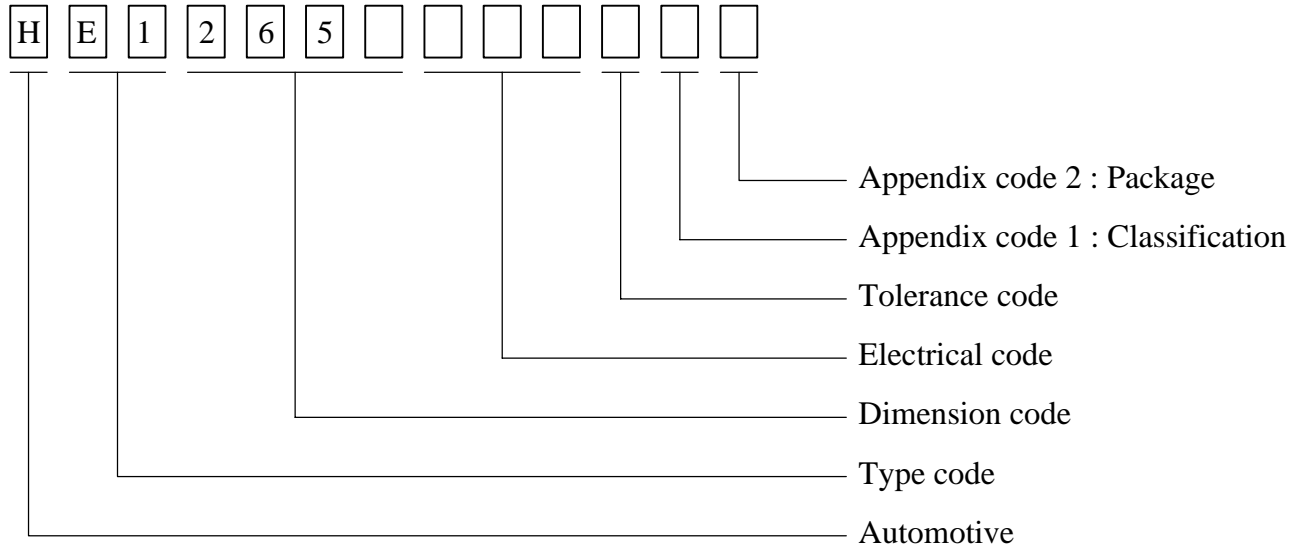 H E 1 2 6 5
Appendix code 2 : Package
Appendix code 1 : Classification
Tolerance code
Electrical code
Dimension code
Type code
Automotive